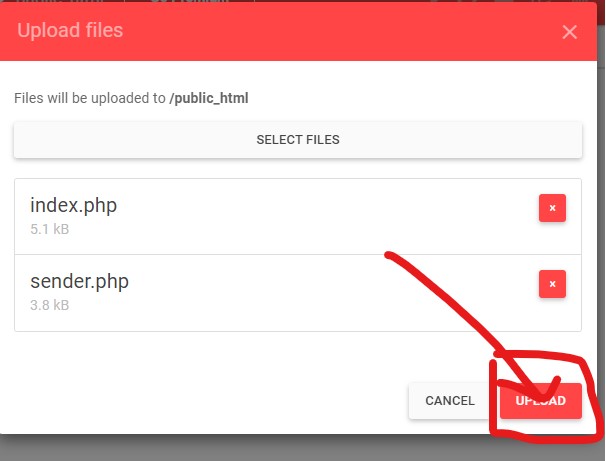 Upload files
×
Files will be uploaded to /public_html
SELECT FILES
index.php
5.1 kB
×
sender.php
3.8 kB
×
CANCEL
UPLOAD